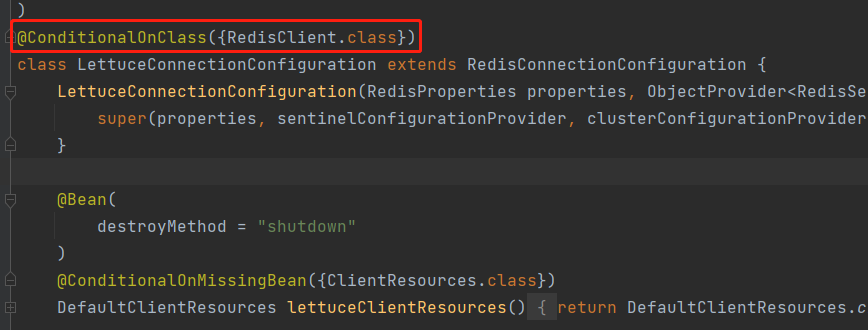 )
@ConditionalOnClass({RedisClient.class})
class LettuceConnectionConfiguration extends RedisConnectionConfiguration {
LettuceConnectionConfiguration(RedisProperties properties, ObjectProvider<RedisSe
super(properties, sentinelConfigurationProvider, clusterConfigurationProvider
}
@Bean(
destroyMethod = "shutdown"
)
@ConditionalOnMissingBean({ClientResources.class})
DefaultClientResources lettuceClientResources() { return DefaultClientResources.c